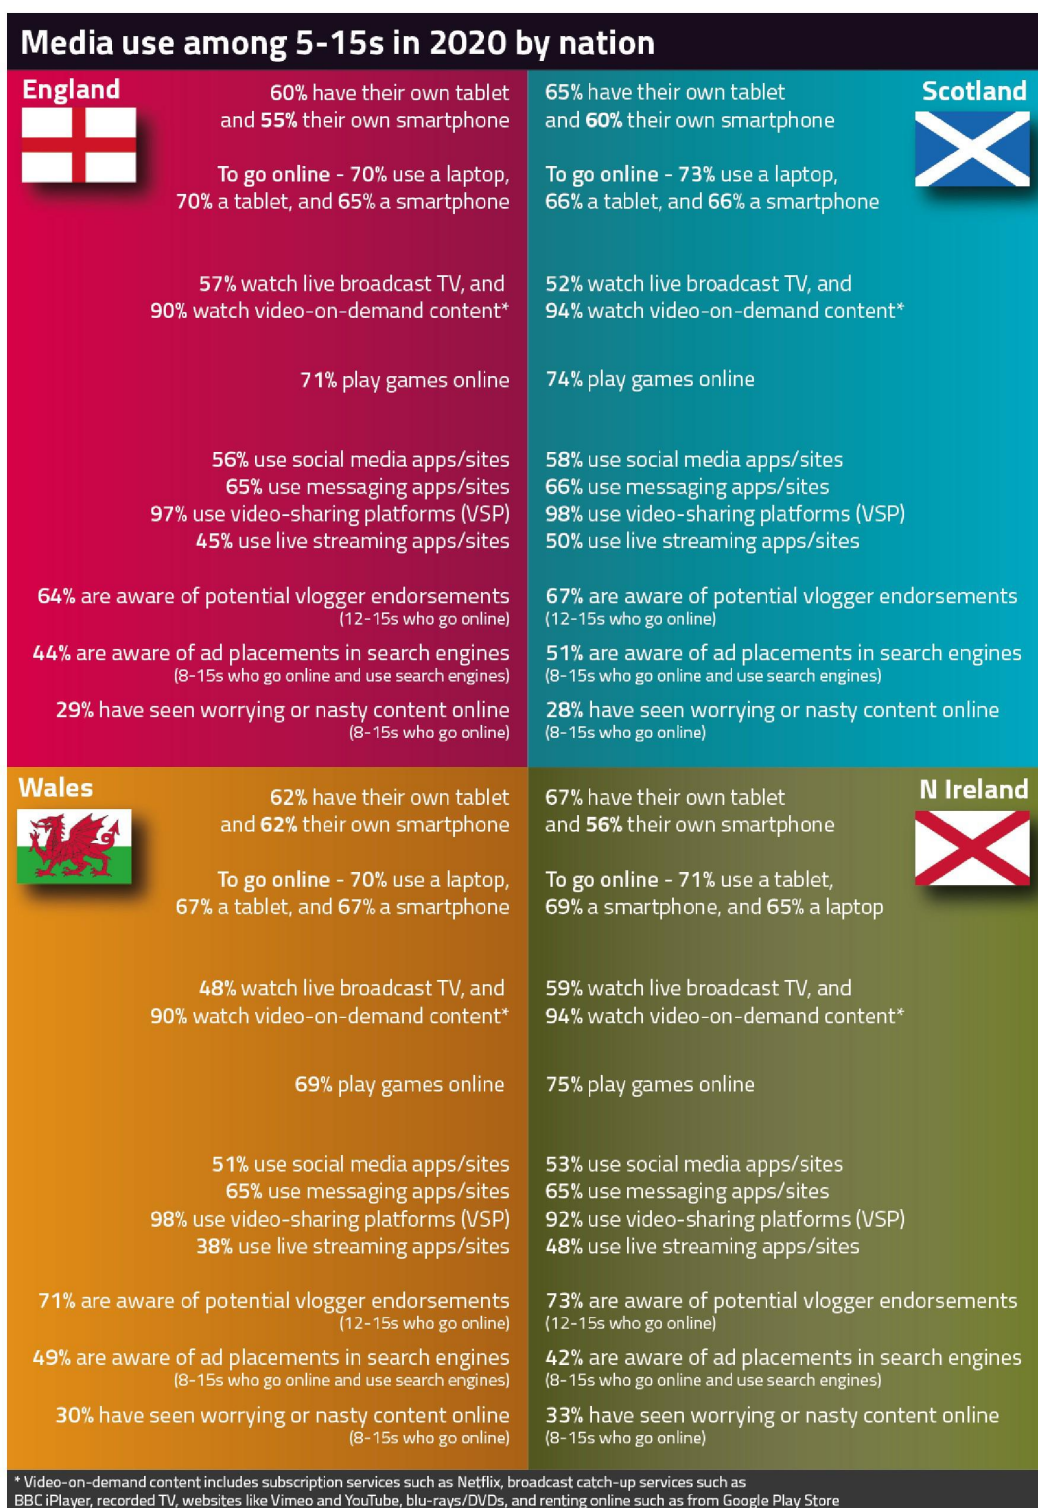 Media use among 5-15s in 2020 by nation
England
60% have their own tablet
and 55% their own smartphone
To go online - 70% use a laptop,
70% a tablet, and 65% a smartphone
57% watch live broadcast TV, and
90% watch video-on-demand content*
71% play games online
56% use social media apps/sites
65% use messaging apps/sites
97% use video-sharing platforms (VSP)
45% use live streaming apps/sites
64% are aware of potential vlogger endorsements
(12-15s who go online)
44% are aware of ad placements in search engines
(8-15s who go online and use search engines)
29% have seen worrying or nasty content online
(8-15s who go online)
Scotland
65% have their own tablet
and 60% their own smartphone
To go online - 73% use a laptop,
66% a tablet, and 66% a smartphone
52% watch live broadcast TV, and
94% watch video-on-demand content*
74% play games online
58% use social media apps/sites
66% use messaging apps/sites
98% use video-sharing platforms (VSP)
50% use live streaming apps/sites
67% are aware of potential vlogger endorsements
(12-15s who go online)
51% are aware of ad placements in search engines
(8-15s who go online and use search engines)
28% have seen worrying or nasty content online
(8-15s who go online)
Wales
62% have their own tablet
and 62% their own smartphone
To go online - 70% use a laptop,
67% a tablet, and 67% a smartphone
48% watch live broadcast TV, and
90% watch video-on-demand content*
69% play games online
51% use social media apps/sites
65% use messaging apps/sites
98% use video-sharing platforms (VSP)
38% use live streaming apps/sites
71% are aware of potential vlogger endorsements
(12-15s who go online)
49% are aware of ad placements in search engines
(8-15s who go online and use search engines)
30% have seen worrying or nasty content online
(8-15s who go online)
N Ireland
67% have their own tablet
and 56% their own smartphone
To go online - 71% use a tablet,
69% a smartphone, and 65% a laptop
59% watch live broadcast TV, and
94% watch video-on-demand content*
75% play games online
53% use social media apps/sites
65% use messaging apps/sites
92% use video-sharing platforms (VSP)
48% use live streaming apps/sites
73% are aware of potential vlogger endorsements
(12-15s who go online)
42% are aware of ad placements in search engines
(8-15s who go online and use search engines)
33% have seen worrying or nasty content online
(8-15s who go online)
* Video-on-demand content includes subscription services such as Netflix, broadcast catch-up services such as
BBC iPlayer, recorded TV, websites like Vimeo and YouTube, blu-rays/DVDs, and renting online such as from Google Play Store